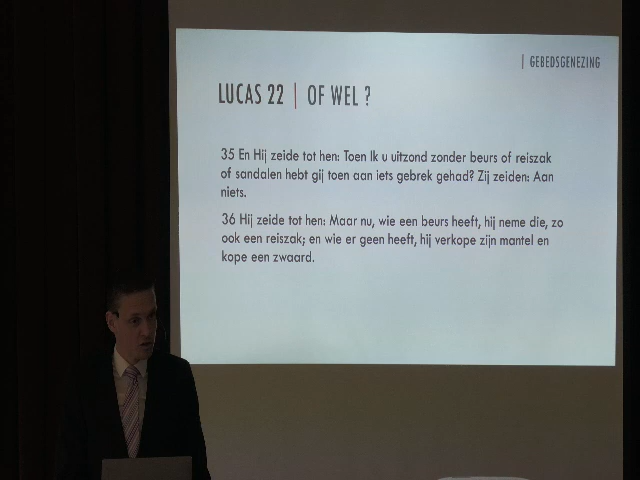 | GEBEDSGENEZING
LUCAS 22 | OF WEL ?
35 En Hij zeide tot hen: Toen Ik u uitzond zonder beurs of reiszak
of sandalen hebt gij toen aan iets gebrek gehad? Zij zeiden: Aan
niets.
36 Hij zeide tot hen: Maar nu, wie een beurs heeft, hij neme die, zo
ook een reiszak; en wie er geen heeft, hij verkope zijn mantel en
kope een zwaard.